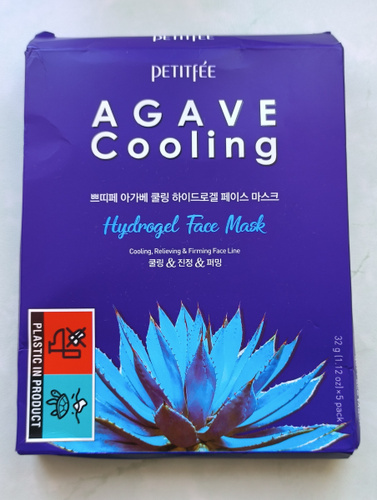 PETITFÉE
PETITFÉE
AGAVE
Cooling
쁘띠페 아가베 쿨링 하이드로겔 페이스 마스크
Hydrogel Face Mask
Cooling, Relieving & Firming Face Line
쿨링 & 진정 & 퍼밍
PLASTIC IN PRODUCT
32 g (1.12 oz) * 5 pack